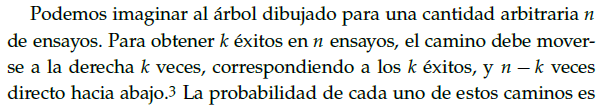 Podemos imaginar al árbol dibujado para una cantidad arbitraria n
de ensayos. Para obtener k éxitos en n ensayos, el camino debe mover-
se a la derecha k veces, correspondiendo a los k éxitos, y n − k veces
directo hacia abajo.³ La probabilidad de cada uno de estos caminos es